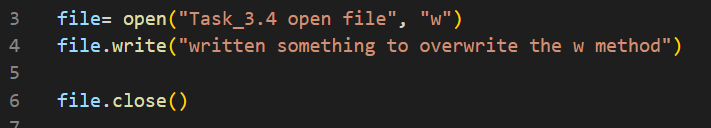 3 file= open("Task_3.4 open file", "w")
4 file.write("written something to overwrite the w method")
5
6 file.close()
7